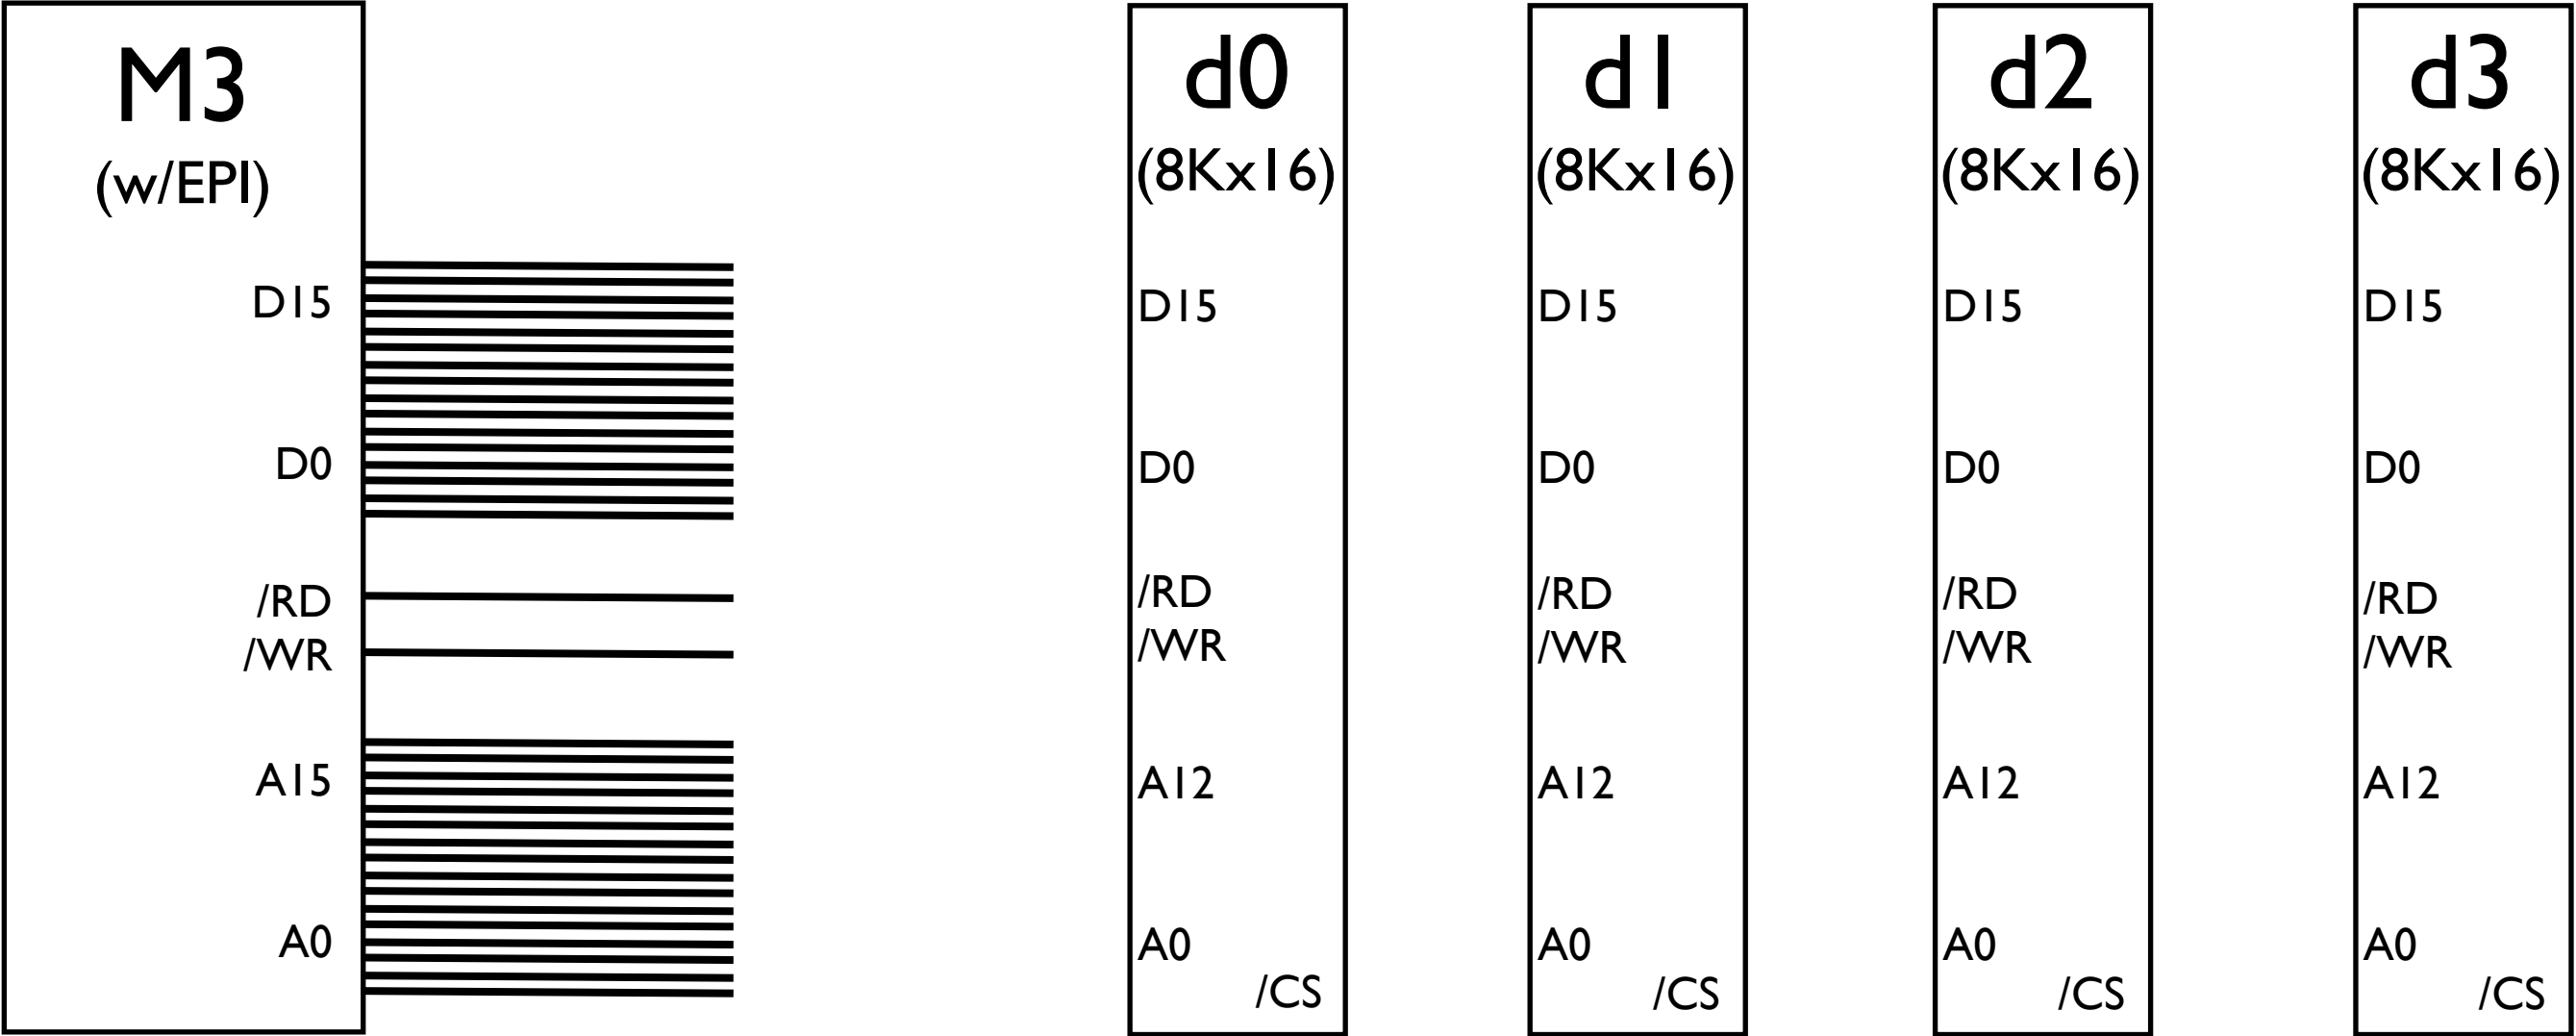 M3
(w/EPI)
D15
D0
/RD
/WR
A15
A0
d0
(8Kx16)
D15
D0
/RD
/WR
A12
A0
/CS
d1
(8Kx16)
D15
D0
/RD
/WR
A12
A0
/CS
d2
(8Kx16)
D15
D0
/RD
/WR
A12
A0
/CS
d3
(8Kx16)
D15
D0
/RD
/WR
A12
A0
/CS